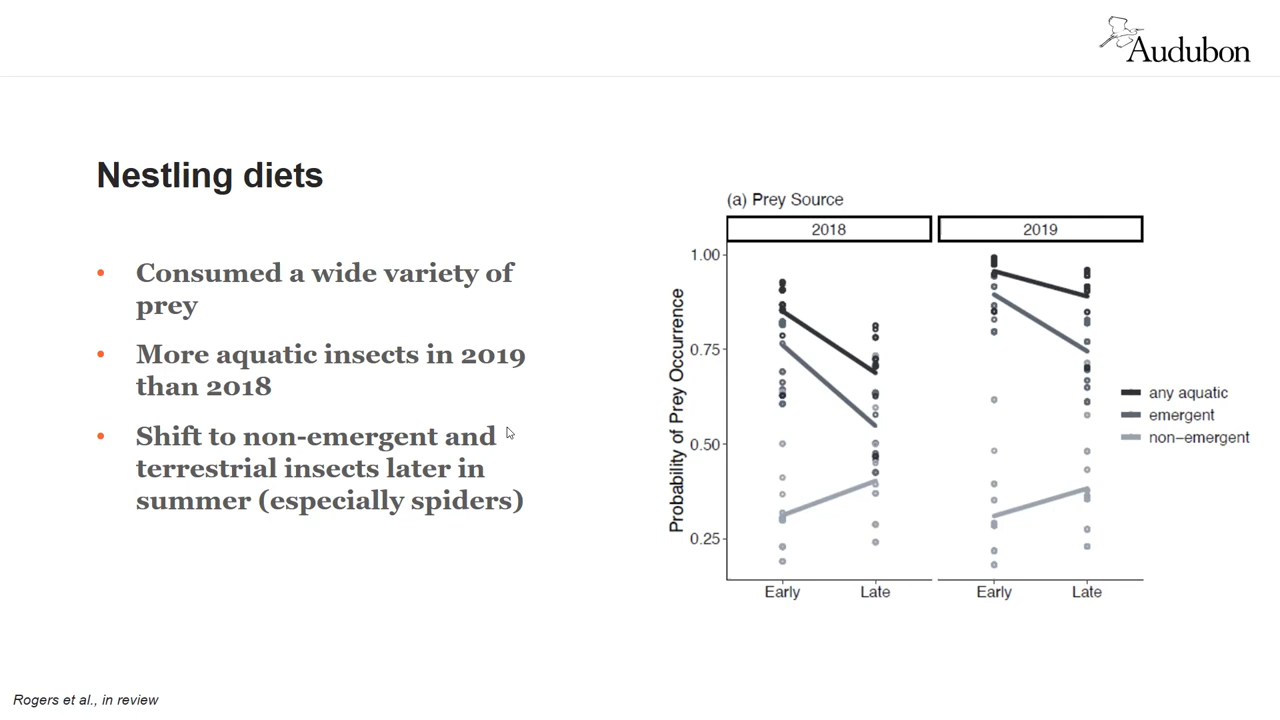 Audubon
Nestling diets
• Consumed a wide variety of
prey
• More aquatic insects in 2019
than 2018
• Shift to non-emergent and
terrestrial insects later in
summer (especially spiders)
(a) Prey Source
2018
2019
Probability of Prey Occurrence
1.00
0.75
0.50
0.25
Early
Late
Early
Late
any aquatic
emergent
non−emergent
Rogers et al., in review